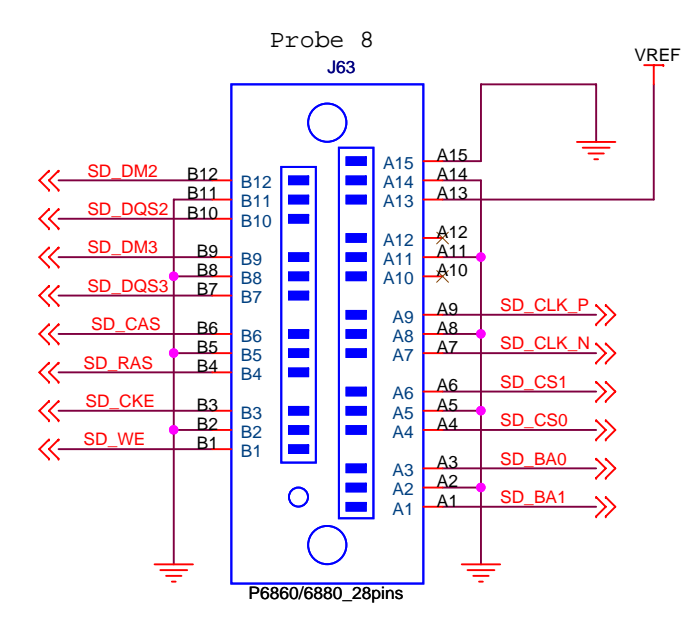 Probe 8
J63
VREF
A15 A15
SD_DM2 B12 B12 A14 A14
B11 B11 A13 A13
SD_DQS2 B10 B10
A12 A12
SD_DM3 B9 B9 A11 A11
B8 B8 A10 A10
SD_DQS3 B7 B7
A9 A9 SD_CLK_P
SD_CAS B6 B6 A8 A8
B5 B5 A7 A7 SD_CLK_N
SD_RAS B4 B4
A6 A6 SD_CS1
SD_CKE B3 B3 A5 A5
B2 B2 A4 A4 SD_CS0
SD_WE B1 B1
A3 A3 SD_BA0
A2 A2
A1 A1 SD_BA1
P6860/6880_28pins